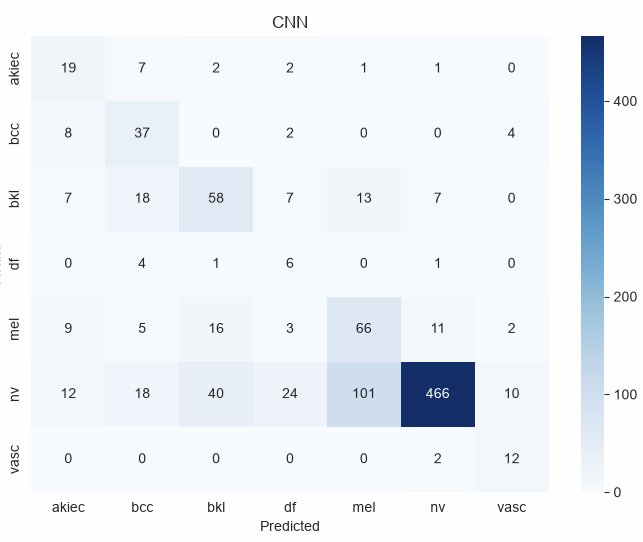 CNN
akiec 19 7 2 2 1 1 0
bcc 8 37 0 2 0 0 4
bkl 7 18 58 7 13 7 0
df 0 4 1 6 0 1 0
mel 9 5 16 3 66 11 2
nv 12 18 40 24 101 466 10
vasc 0 0 0 0 0 2 12
akiec bcc bkl df mel nv vasc
Predicted
400
300
200
100
0